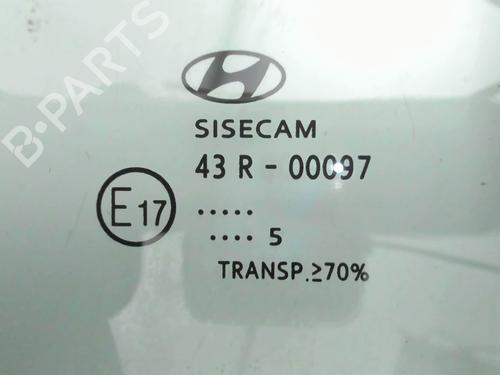 B-PARTS
SISECAM
43 R - 00097
E17
.....
.... 5
TRANSP.≥70%